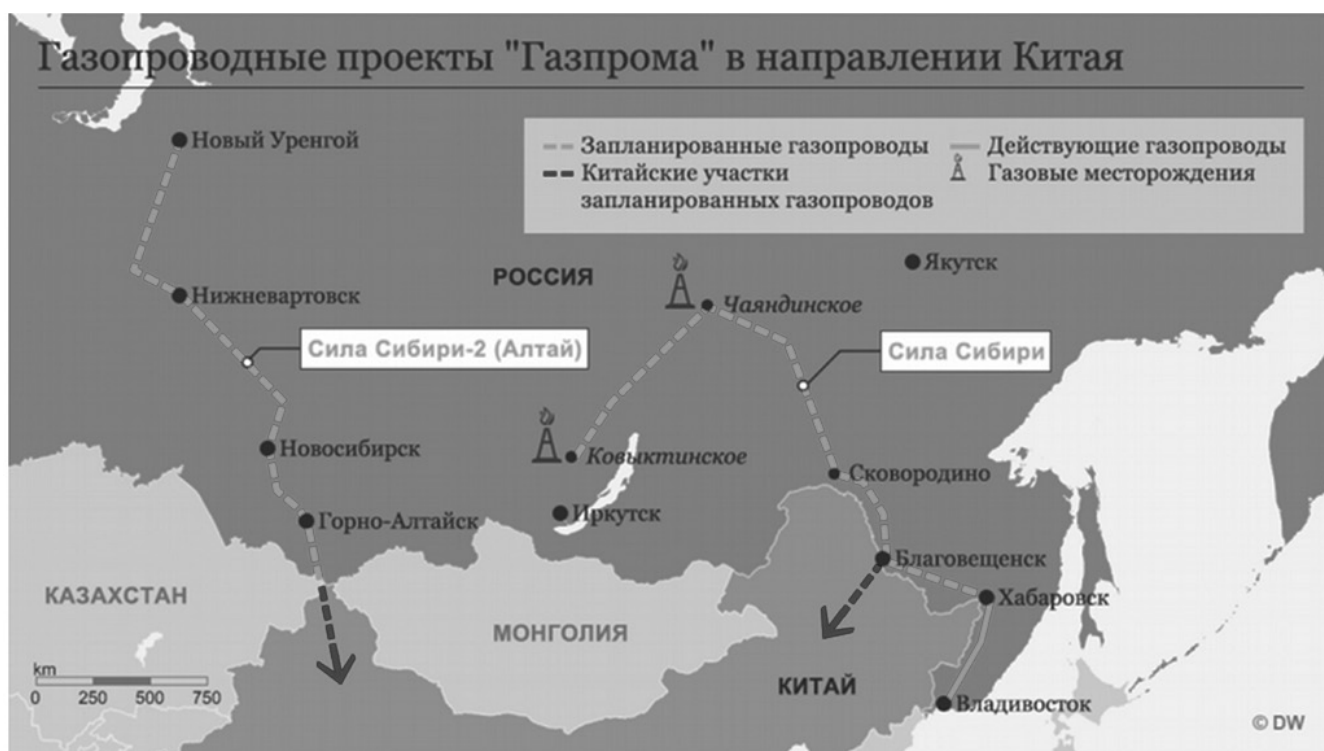 Газопроводные проекты "Газпрома" в направлении Китая
Новый Уренгой
Запланированные газопроводы
Действующие газопроводы
Китайские участки
запланированных газопроводов
Газовые месторождения
РОССИЯ
Якутск
Нижневартовск
Чаяндинское
Сила Сибири-2 (Алтай)
Сила Сибири
Новосибирск
Ковыктинское
Сковородино
Горно-Алтайск
Иркутск
Благовещенск
КАЗАХСТАН
Хабаровск
МОНГОЛИЯ
km
0 250 500 750
КИТАЙ
Владивосток
© DW